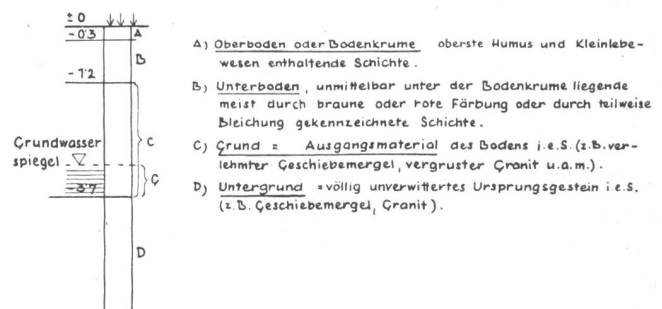 ± 0
- 0·3
A
A) Oberboden oder Bodenkrume oberste Humus und Kleinlebe-
wesen enthaltende Schichte.
B
- 1·2
B) Unterboden, unmittelbar unter der Bodenkrume liegende
meist durch braune oder rote Färbung oder durch teilweise
Bleichung gekennzeichnete Schichte.
C
Grundwasser
spiegel
G
- 3·7
C) Grund = Ausgangsmaterial des Bodens i.e.S. (z.B. ver-
lehmter Geschiebemergel, vergruster Granit u.a.m.).
D) Untergrund = völlig unverwittertes Ursprungsgestein i.e.S.
(z.B. Geschiebemergel, Granit).
D